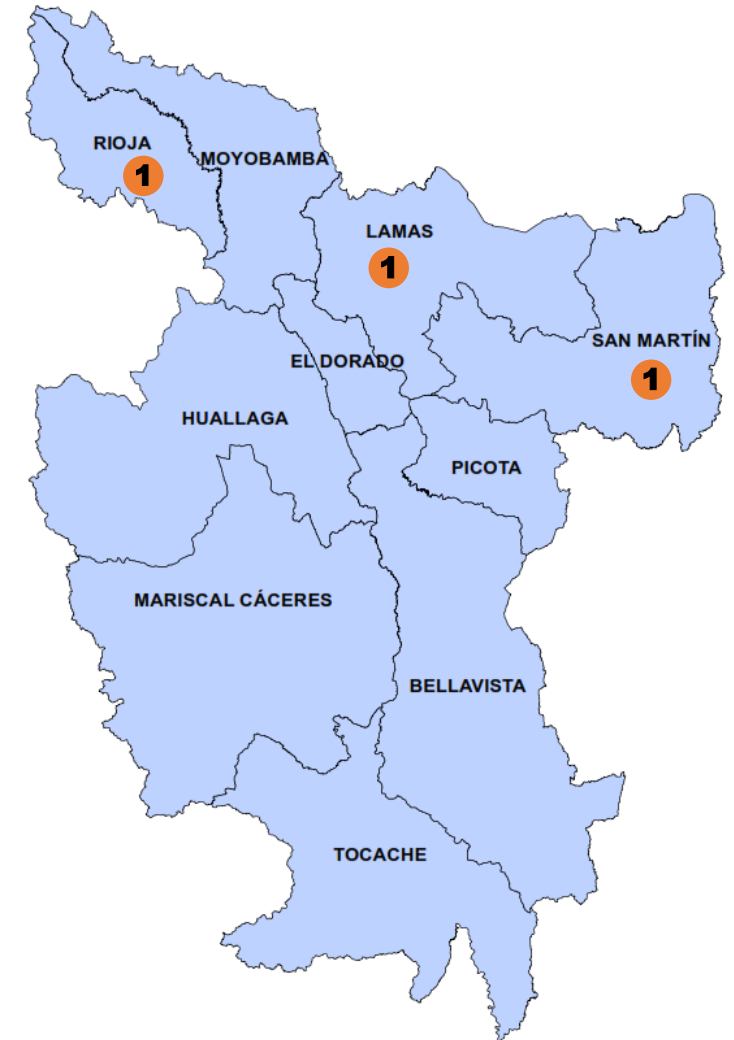 RIOJA
1
MOYOBAMBA
LAMAS
1
SAN MARTÍN
1
EL DORADO
HUALLAGA
PICOTA
MARISCAL CÁCERES
BELLAVISTA
TOCACHE